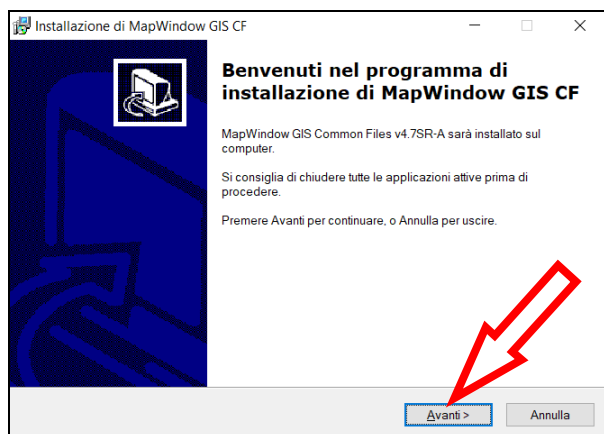 Installazione di MapWindow GIS CF
Benvenuti nel programma di
installazione di MapWindow GIS CF
MapWindow GIS Common Files v4.7SR-A sarà installato sul
computer.
Si consiglia di chiudere tutte le applicazioni attive prima di
procedere.
Premere Avanti per continuare, o Annulla per uscire.
Avanti >
Annulla